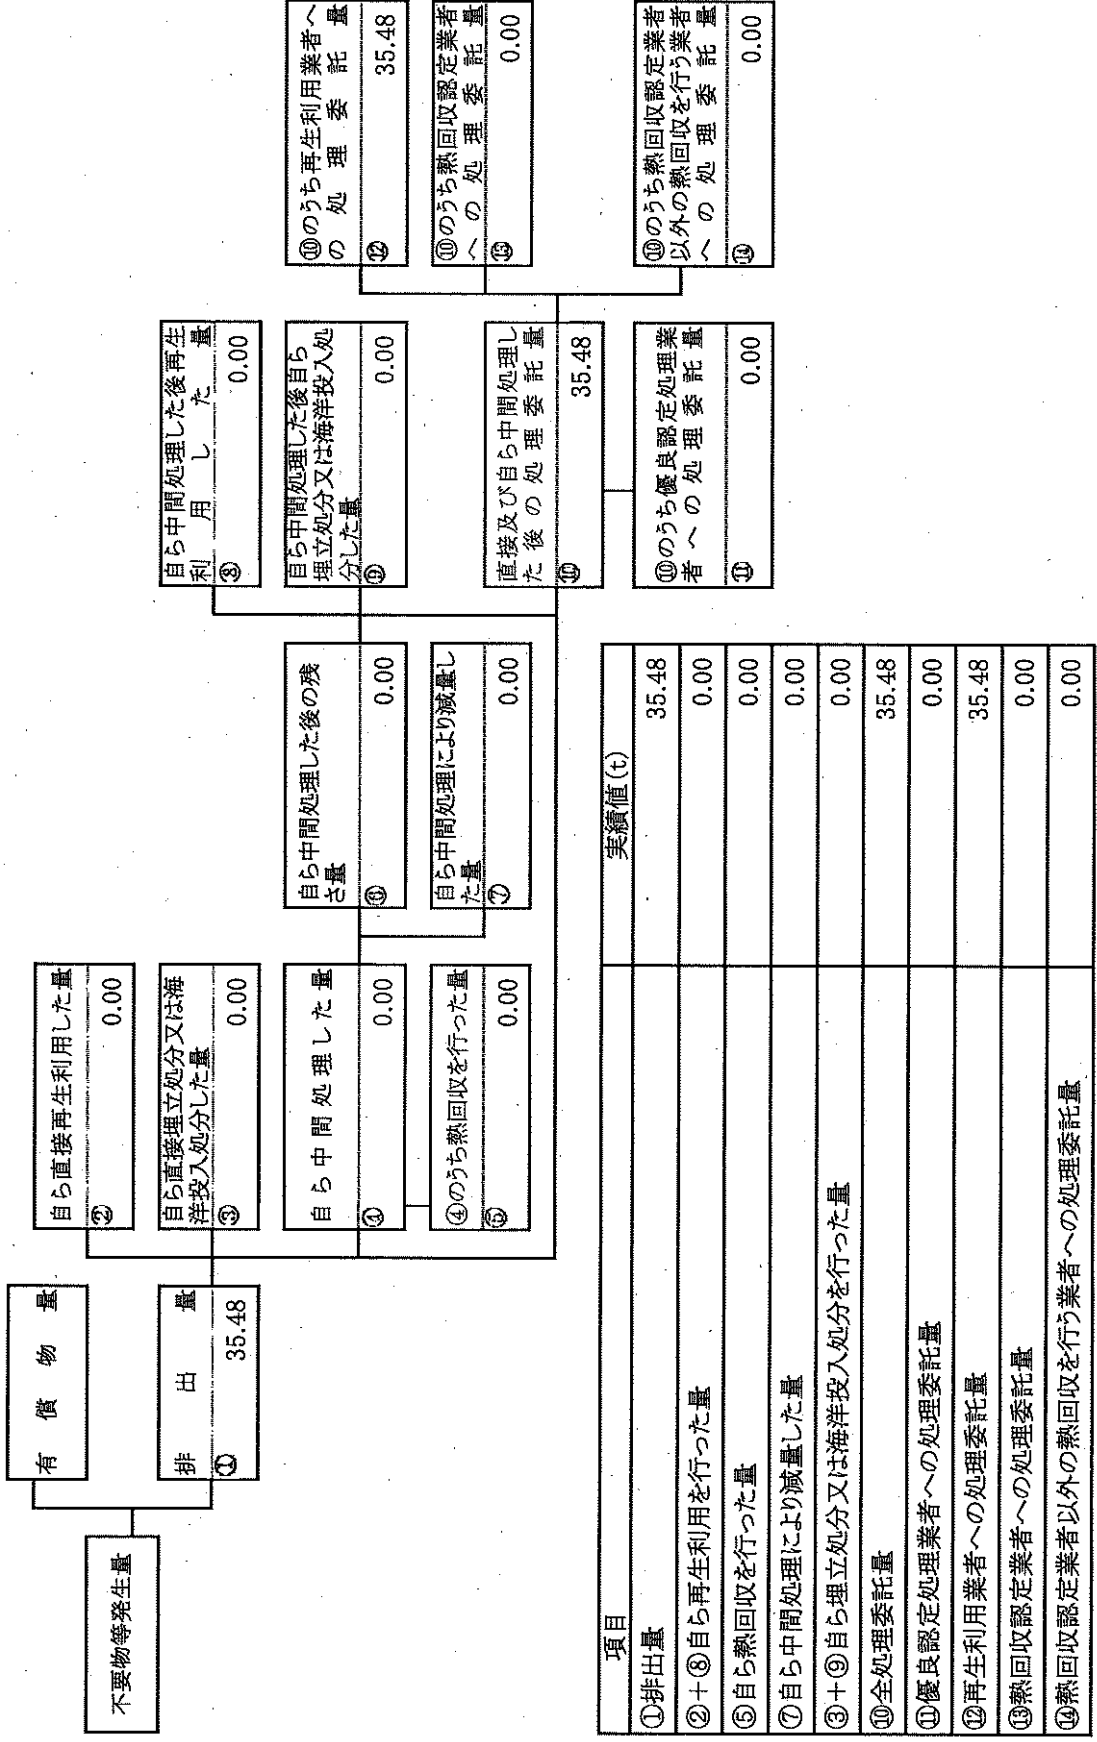 不要物等発生量
有償物量
排出量
① 35.48
自ら直接再生利用した量
② 0.00
自ら直接埋立処分又は海
洋投入処分した量
③ 0.00
自ら中間処理した量
④ 0.00
④のうち熱回収を行った量
⑤ 0.00
自ら中間処理した後の残
さ量
⑥ 0.00
自ら中間処理により減量し
た量
⑦ 0.00
自ら中間処理した後再生
利用した量
⑧ 0.00
自ら中間処理した後自ら
埋立処分又は海洋投入処
分した量
⑨ 0.00
直接及び自ら中間処理し
た後の処理委託量
⑩ 35.48
⑩のうち優良認定処理業
者への処理委託量
⑪ 0.00
⑩のうち再生利用業者へ
の処理委託量
⑫ 35.48
⑩のうち熱回収認定業者
への処理委託量
⑬ 0.00
⑩のうち熱回収認定業者
以外の熱回収を行う業者
への処理委託量
⑭ 0.00
項目 実績値(t)
①排出量 35.48
②+⑧自ら再生利用を行った量 0.00
⑤自ら熱回収を行った量 0.00
⑦自ら中間処理により減量した量 0.00
③+⑨自ら埋立処分又は海洋投入処分を行った量 0.00
⑩全処理委託量 35.48
⑪優良認定処理業者への処理委託量 0.00
⑫再生利用業者への処理委託量 35.48
⑬熱回収認定業者への処理委託量 0.00
⑭熱回収認定業者以外の熱回収を行う業者への処理委託量 0.00